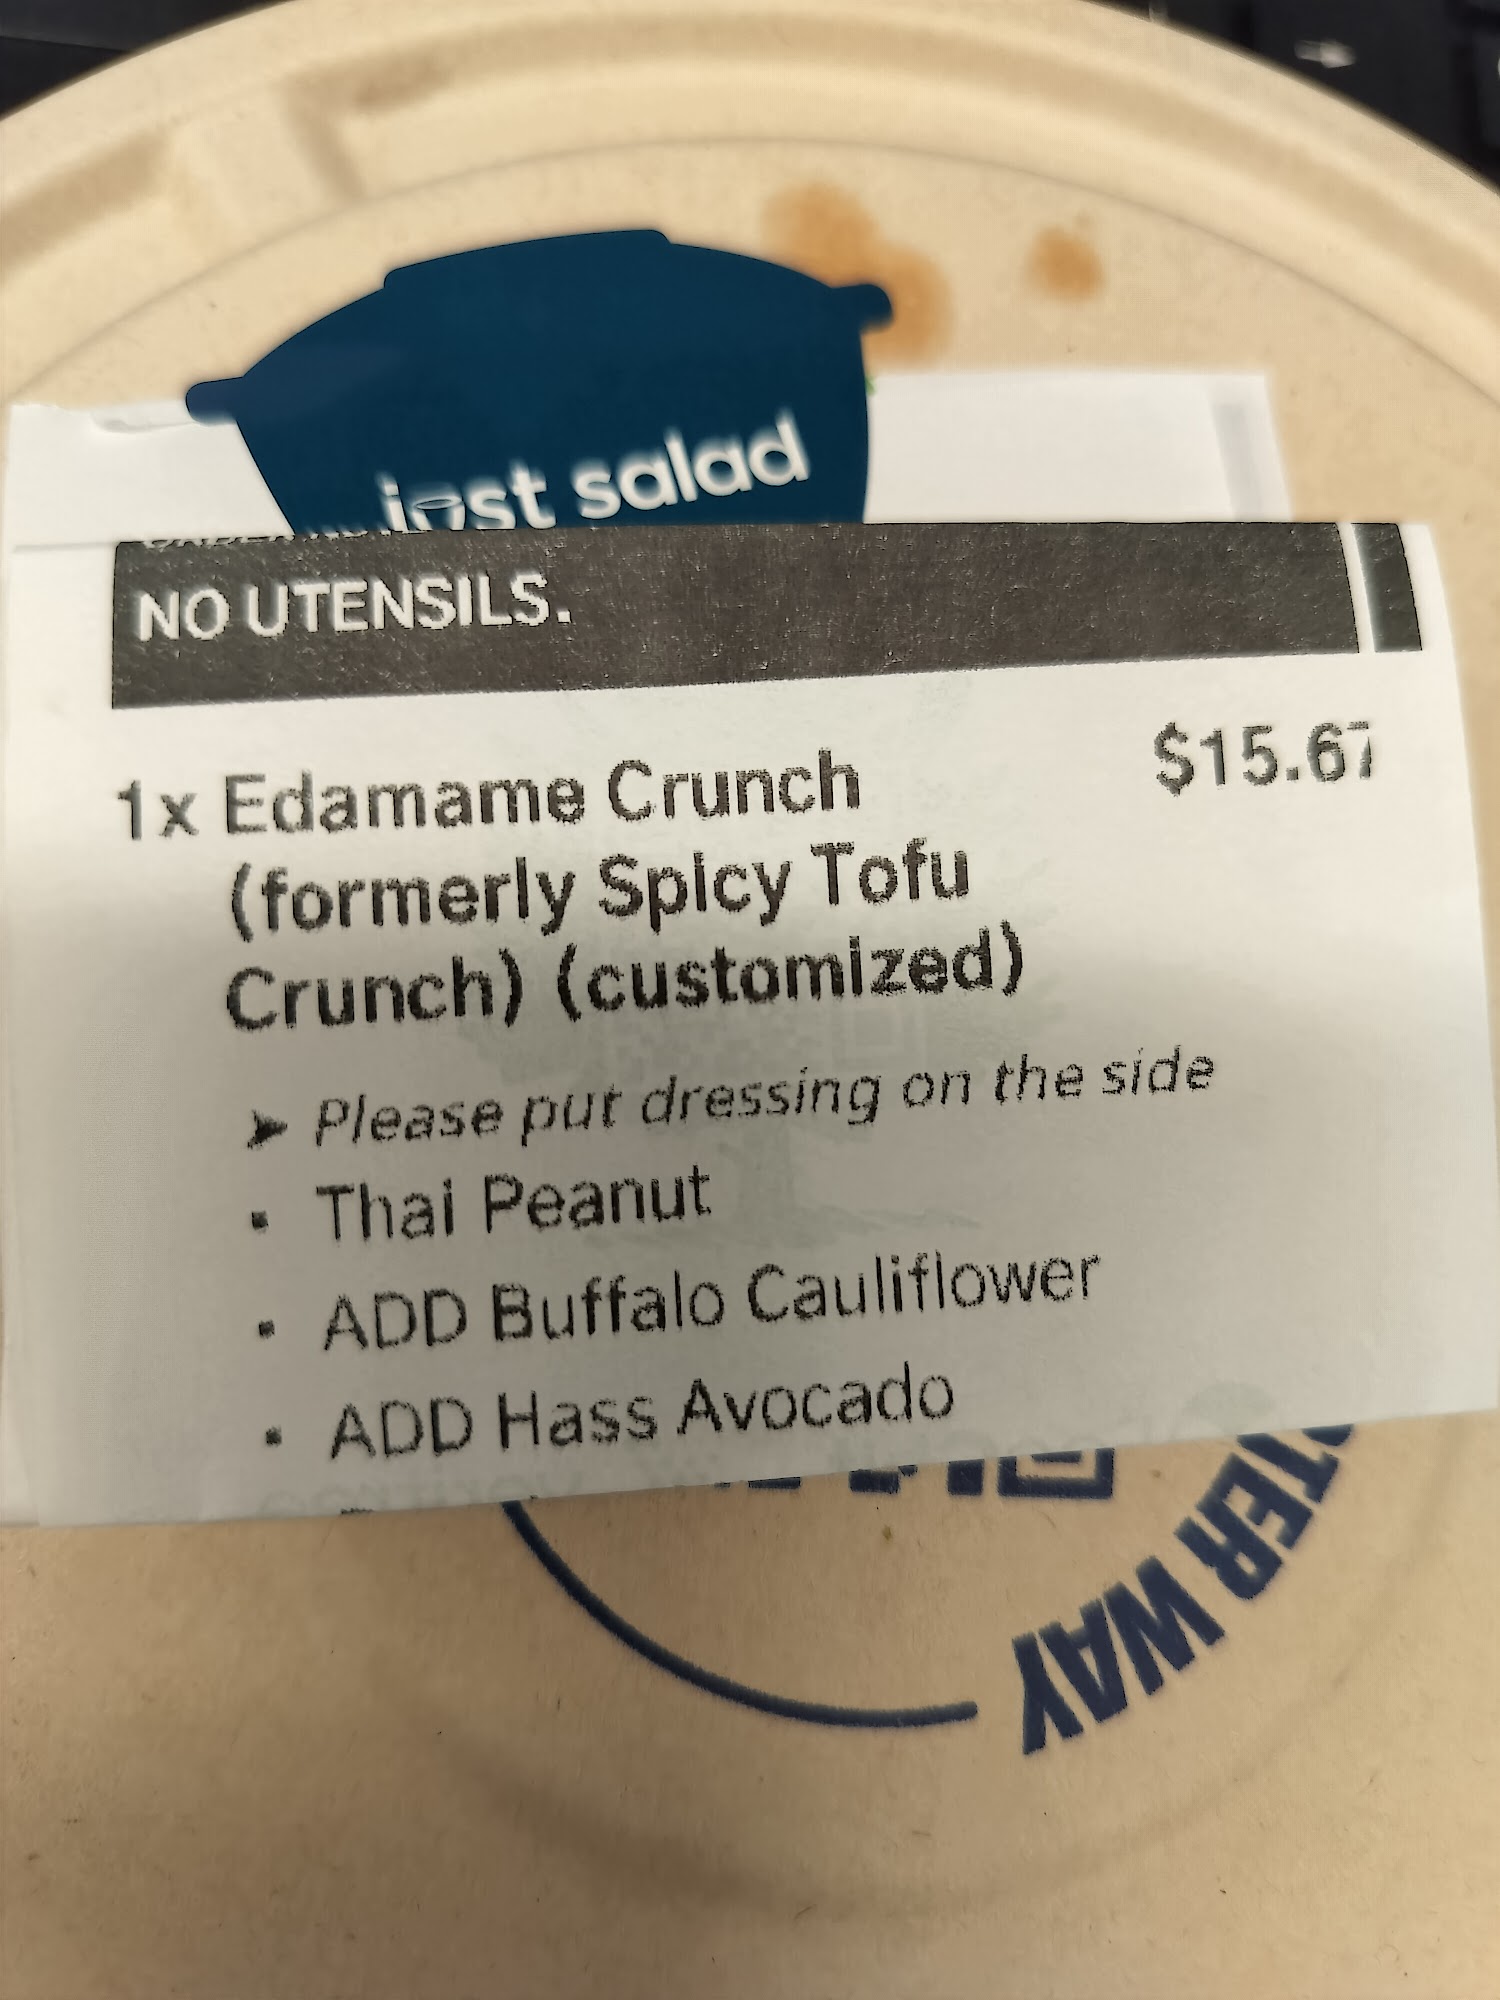 just salad
NO UTENSILS.
1x Edamame Crunch $15.67
(formerly Spicy Tofu
Crunch) (customized)
➤ Please put dressing on the side
• Thai Peanut
• ADD Buffalo Cauliflower
• ADD Hass Avocado
WAY